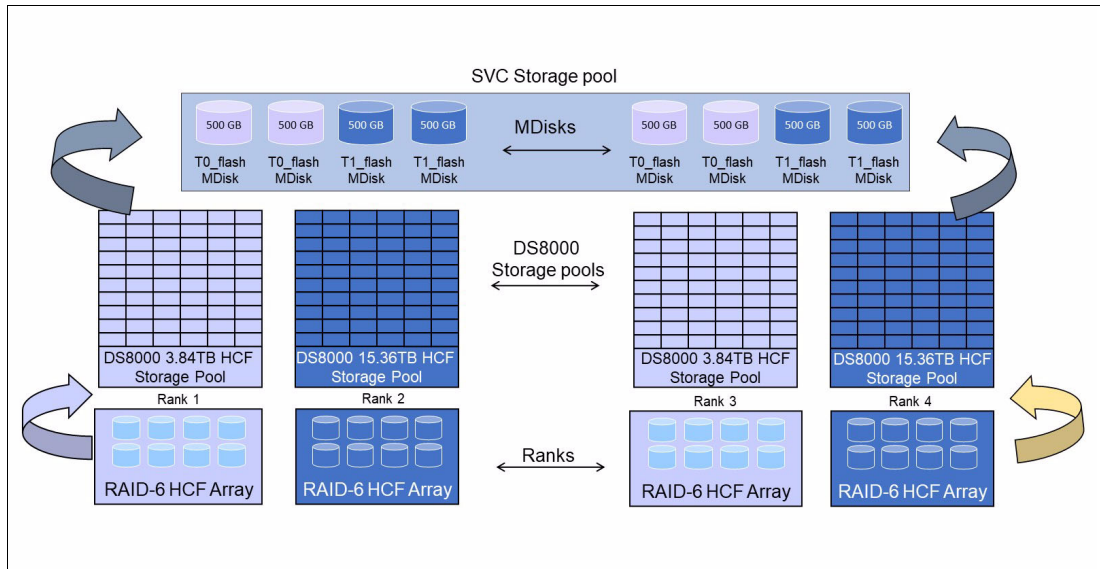 SVC Storage pool
500 GB
500 GB
500 GB
500 GB
MDisks
500 GB
500 GB
500 GB
500 GB
T0_flash
MDisk
T0_flash
MDisk
T1_flash
MDisk
T1_flash
MDisk
T0_flash
MDisk
T0_flash
MDisk
T1_flash
MDisk
T1_flash
MDisk
DS8000
Storage pools
DS8000 3.84TB HCF
Storage Pool
DS8000 15.36TB HCF
Storage Pool
DS8000 3.84TB HCF
Storage Pool
DS8000 15.36TB HCF
Storage Pool
Rank 1
Rank 2
Rank 3
Rank 4
Ranks
RAID-6 HCF Array
RAID-6 HCF Array
RAID-6 HCF Array
RAID-6 HCF Array